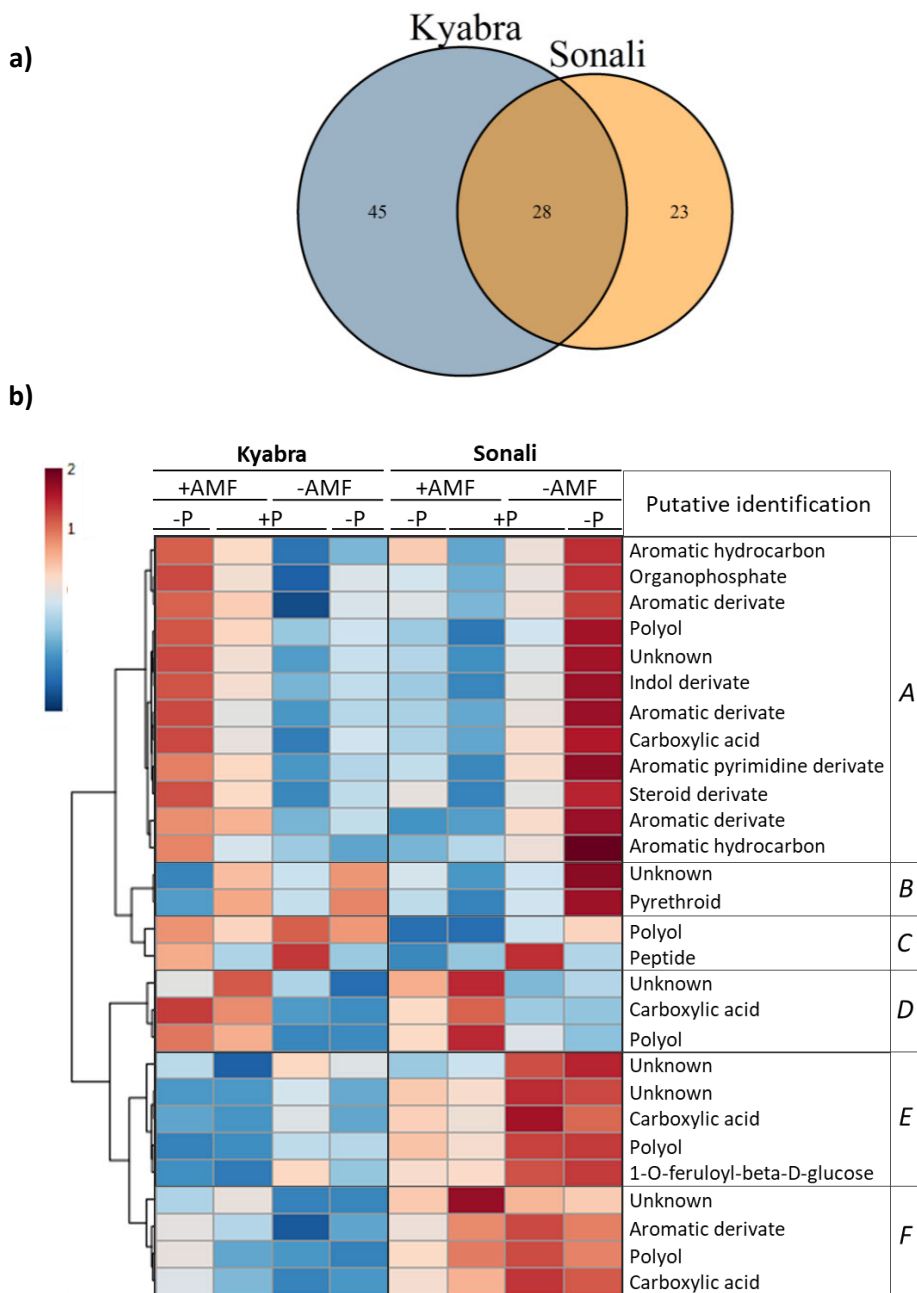 a)
Kyabra
Sonali
45
28
23
b)
Kyabra
Sonali
+AMF
-AMF
+AMF
-AMF
Putative identification
-P
+P
-P
-P
+P
-P
2
1
Aromatic hydrocarbon
Organophosphate
Aromatic derivate
Polyol
Unknown
Indol derivate
Aromatic derivate
Carboxylic acid
Aromatic pyrimidine derivate
Steroid derivate
Aromatic derivate
Aromatic hydrocarbon
A
Unknown
Pyrethroid
B
Polyol
Peptide
C
Unknown
Carboxylic acid
Polyol
D
Unknown
Unknown
Carboxylic acid
Polyol
1-O-feruloyl-beta-D-glucose
E
Unknown
Aromatic derivate
Polyol
Carboxylic acid
F